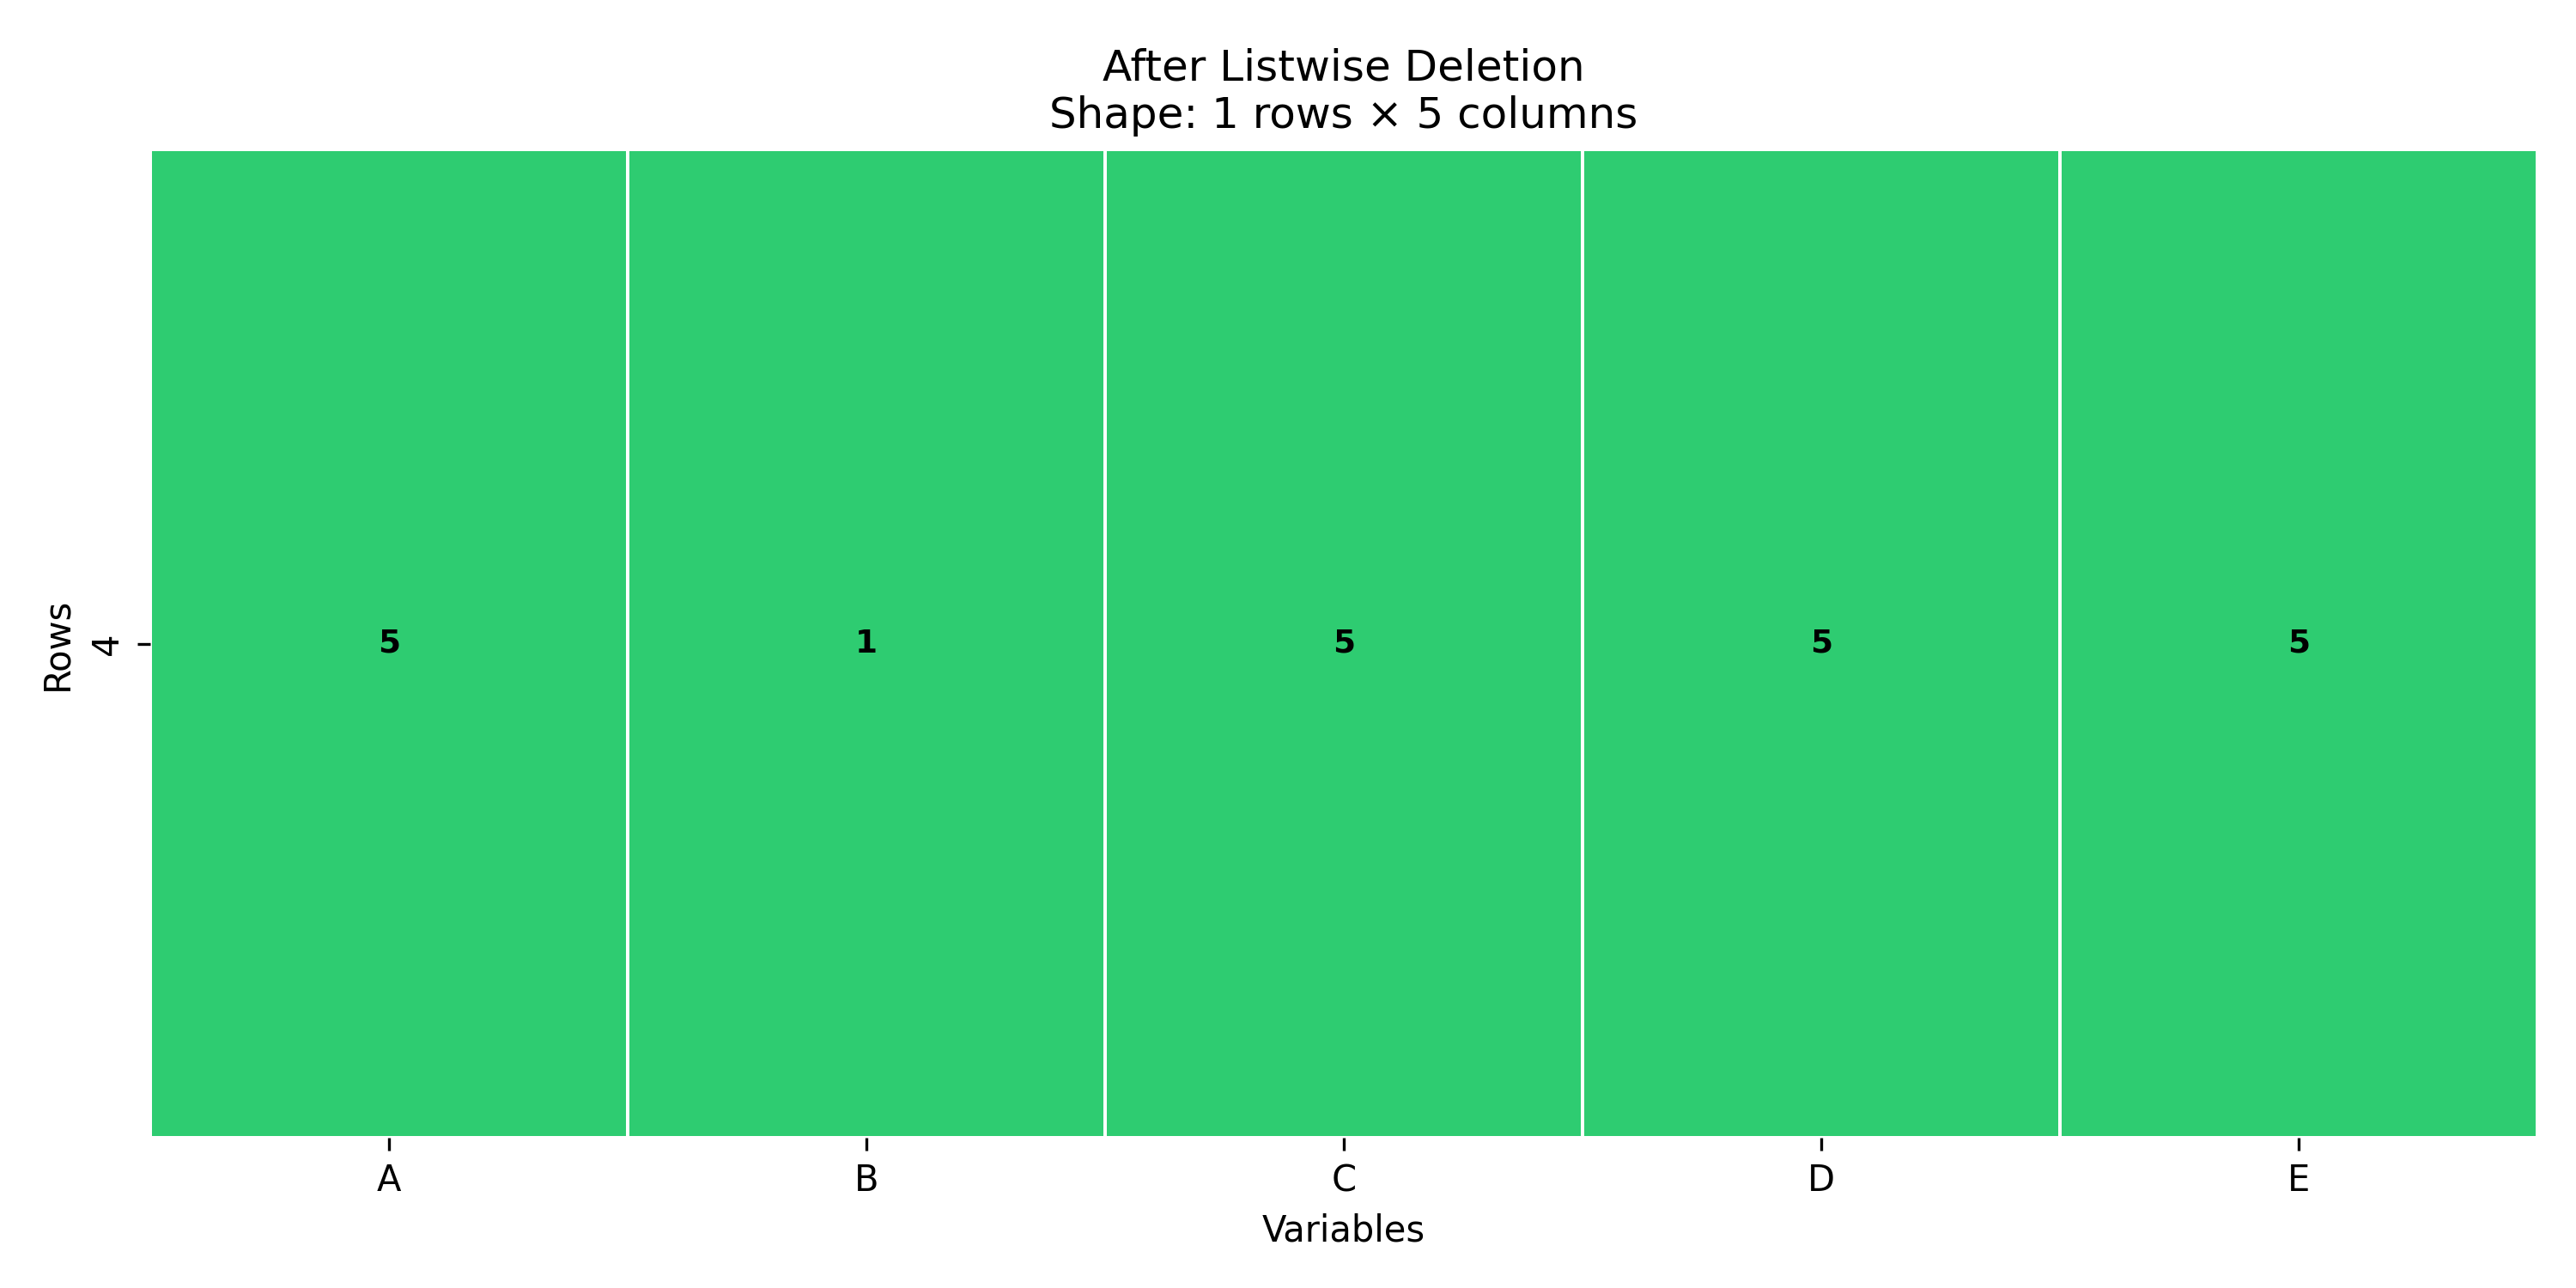 After Listwise Deletion
Shape: 1 rows × 5 columns
Rows
4
5 1 5 5 5
A B C D E
Variables